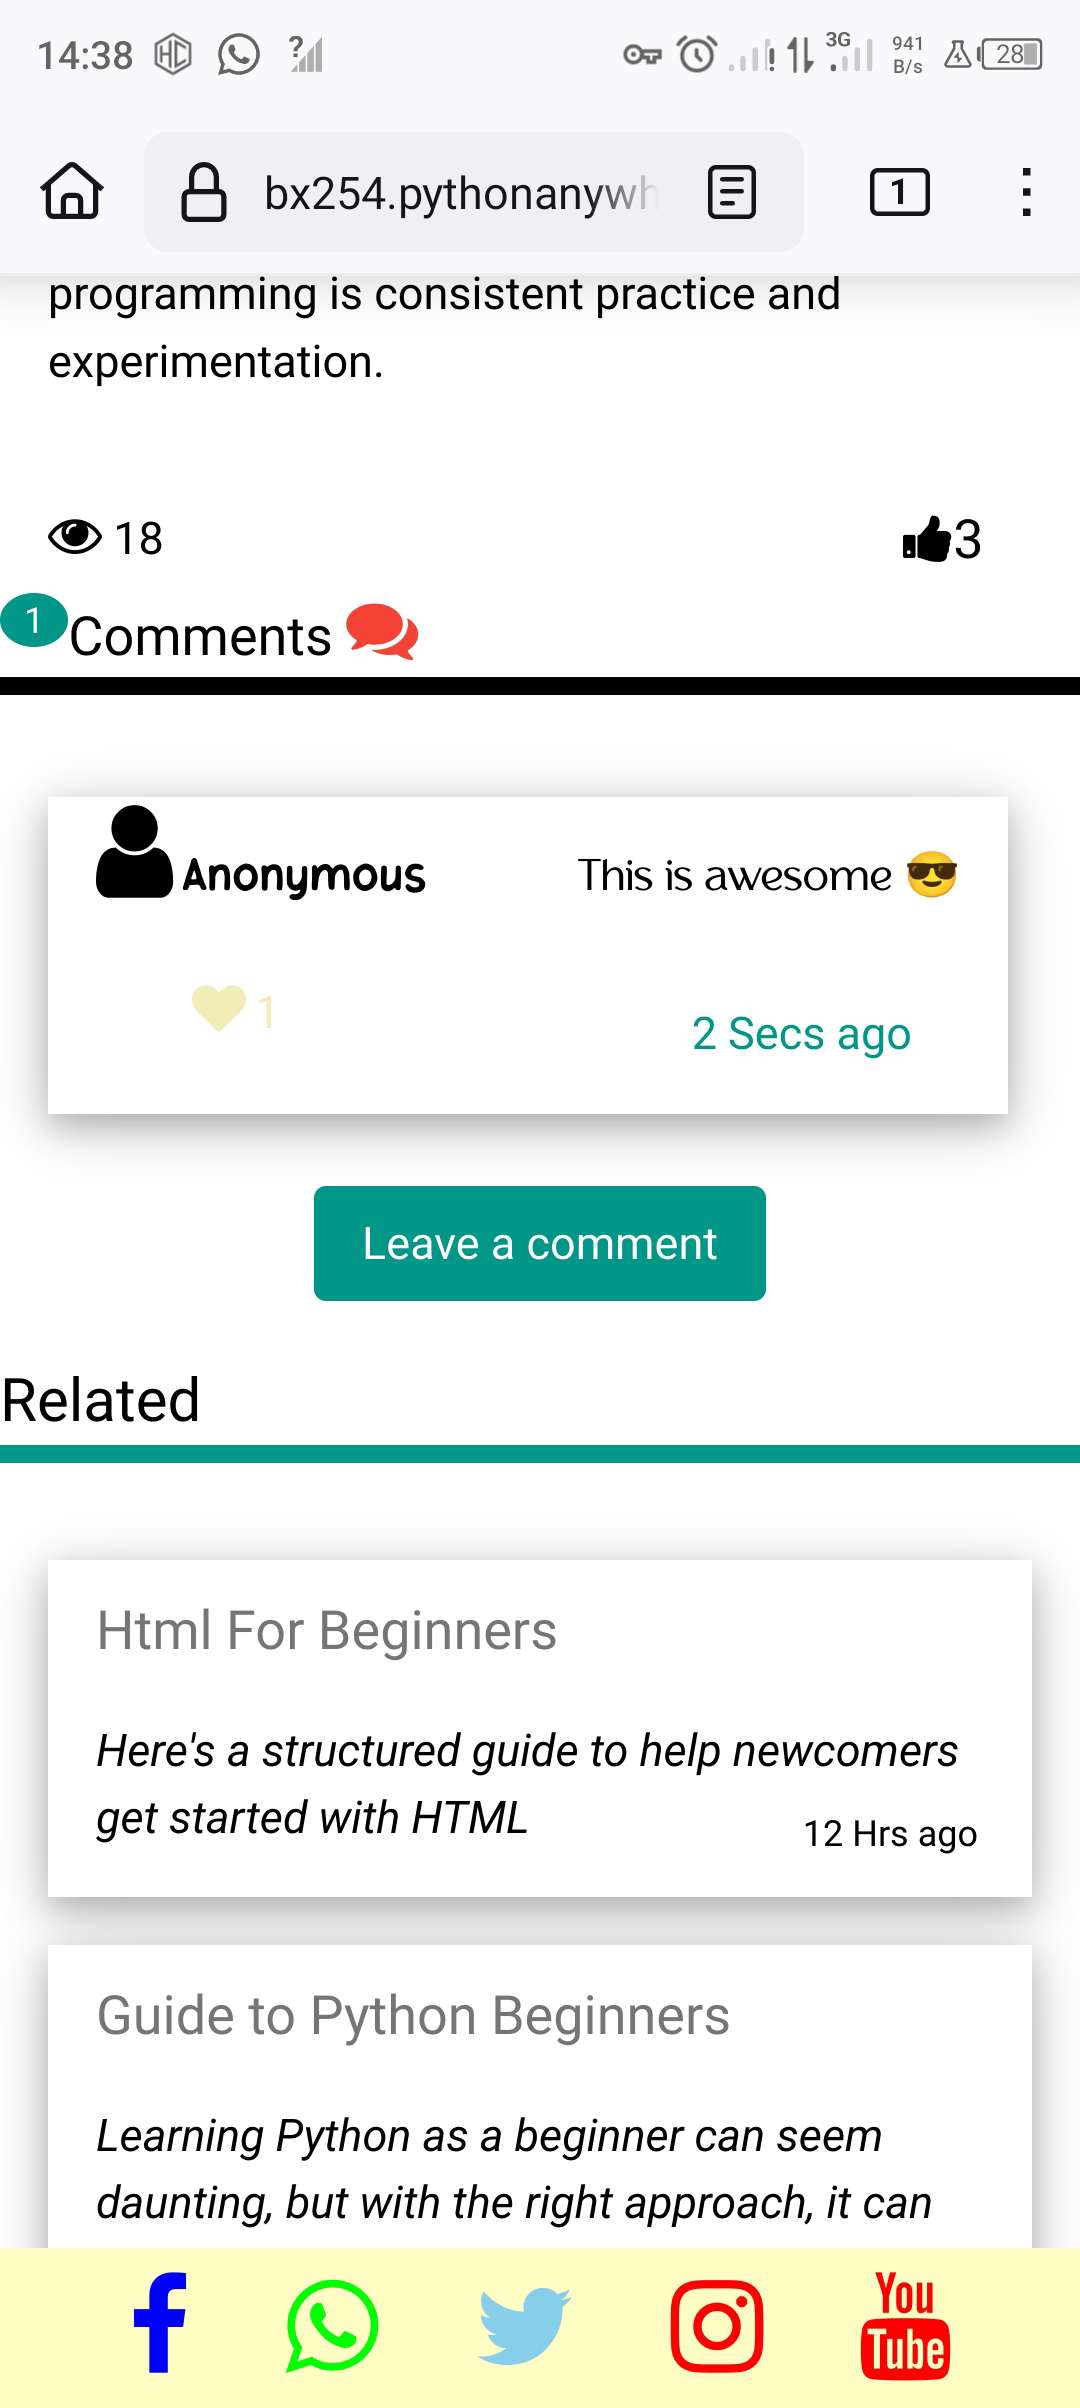 14:38
?
3G
941
B/s
28
bx254.pythonanywh
1
programming is consistent practice and
experimentation.
18
3
1
Comments
Anonymous
This is awesome 😎
1
2 Secs ago
Leave a comment
Related
Html For Beginners
Here's a structured guide to help newcomers
get started with HTML
12 Hrs ago
Guide to Python Beginners
Learning Python as a beginner can seem
daunting, but with the right approach, it can
You
Tube